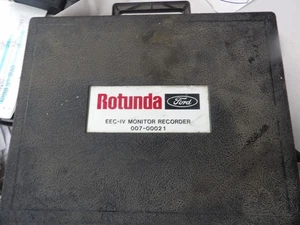 Rotunda Ford
EEC-IV MONITOR RECORDER
007-00021